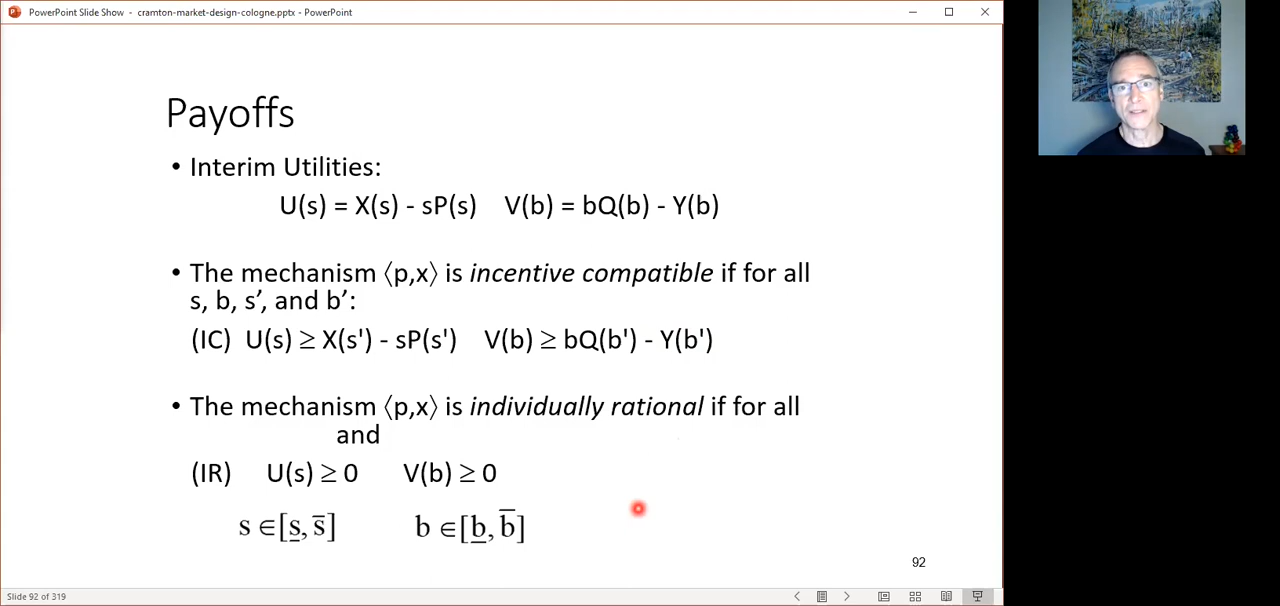 PowerPoint Slide Show - cramton-market-design-cologne.pptx - PowerPoint
Payoffs
• Interim Utilities:
U(s) = X(s) - sP(s) V(b) = bQ(b) - Y(b)
• The mechanism ⟨p,x⟩ is incentive compatible if for all
s, b, s’, and b’:
(IC) U(s) ≥ X(s') - sP(s') V(b) ≥ bQ(b') - Y(b')
• The mechanism ⟨p,x⟩ is individually rational if for all
and
(IR) U(s) ≥ 0 V(b) ≥ 0
s ∈[s̲, s̅] b ∈[b̲, b̅]
92
Slide 92 of 319